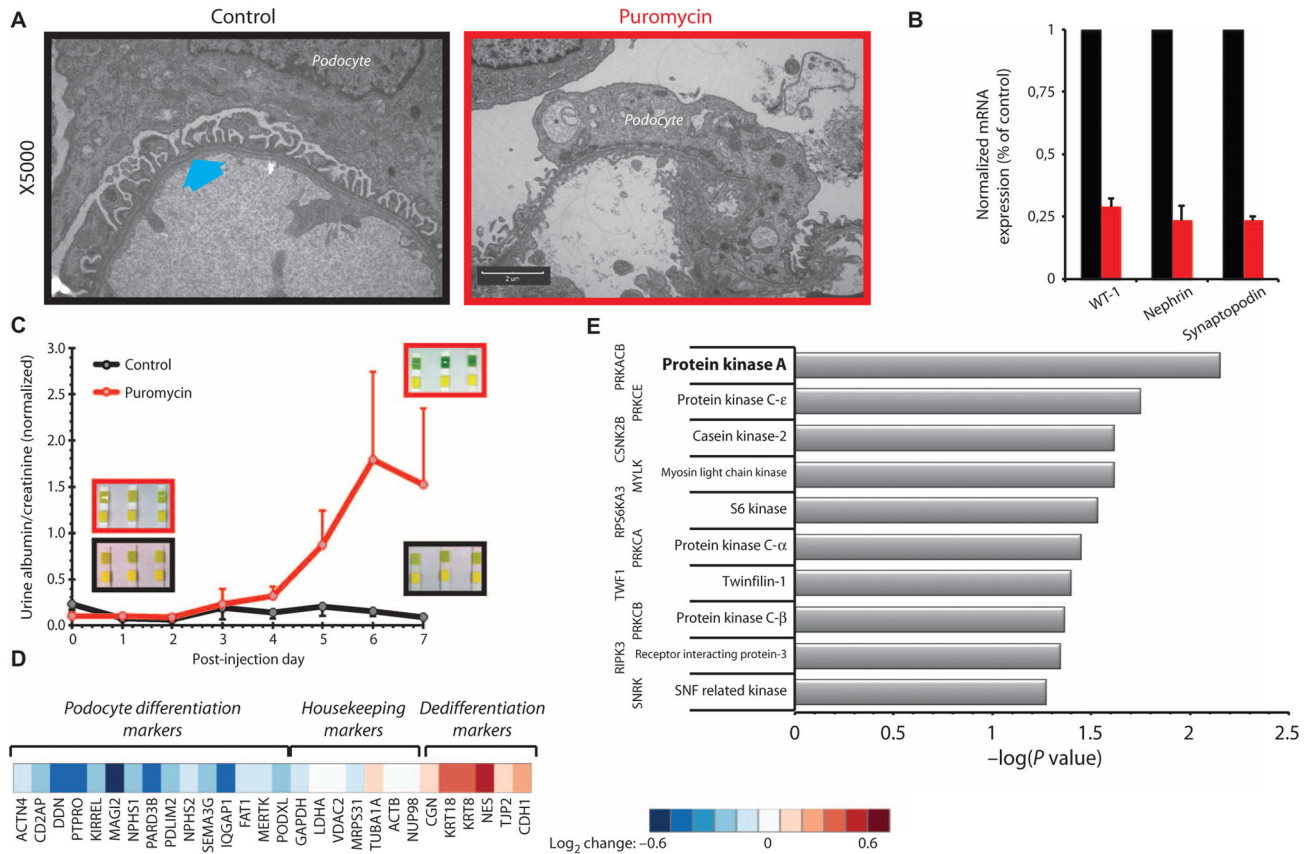 A
Control
Puromycin
X5000
Podocyte
Podocyte
2 um
B
Normalized mRNA
expression (% of control)
1
0,75
0,5
0,25
0
WT-1
Nephrin
Synaptopodin
C
Urine albumin/creatinine (normalized)
3.0
2.5
2.0
1.5
1.0
0.5
0.0
Control
Puromycin
0 1 2 3 4 5 6 7
Post-injection day
D
Podocyte differentiation
markers
Housekeeping
markers
Dedifferentiation
markers
ACTN4
CD2AP
DDN
PTPRO
KIRREL
MAGI2
NPHS1
PARD3B
PDLIM2
NPHS2
SEMA3G
IQGAP1
FAT1
MERTK
PODXL
GAPDH
LDHA
VDAC2
MRPS31
TUBA1A
ACTB
NUP98
CGN
KRT18
KRT8
NES
TJP2
CDH1
Log2 change: –0.6 0 0.6
E
PRKACB
Protein kinase A
PRKCE
Protein kinase C-ε
CSNK2B
Casein kinase-2
MYLK
Myosin light chain kinase
RPS6KA3
S6 kinase
PRKCA
Protein kinase C-α
TWF1
Twinfilin-1
PRKCB
Protein kinase C-β
RIPK3
Receptor interacting protein-3
SNRK
SNF related kinase
0 0.5 1 1.5 2 2.5
–log(P value)